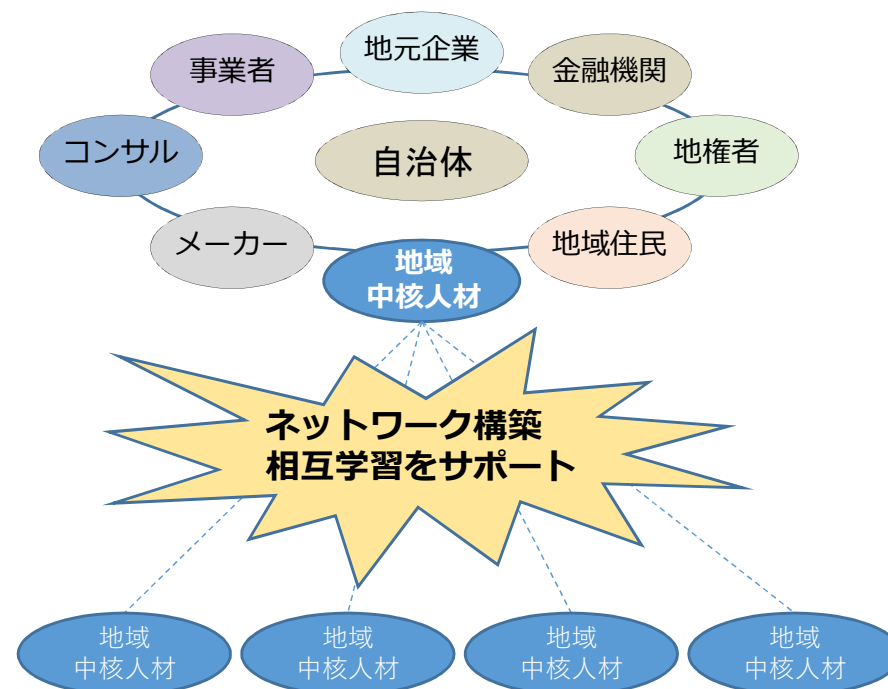 地元企業
事業者
金融機関
コンサル
自治体
地権者
メーカー
地域住民
地域
中核人材
ネットワーク構築
相互学習をサポート
地域
中核人材
地域
中核人材
地域
中核人材
地域
中核人材